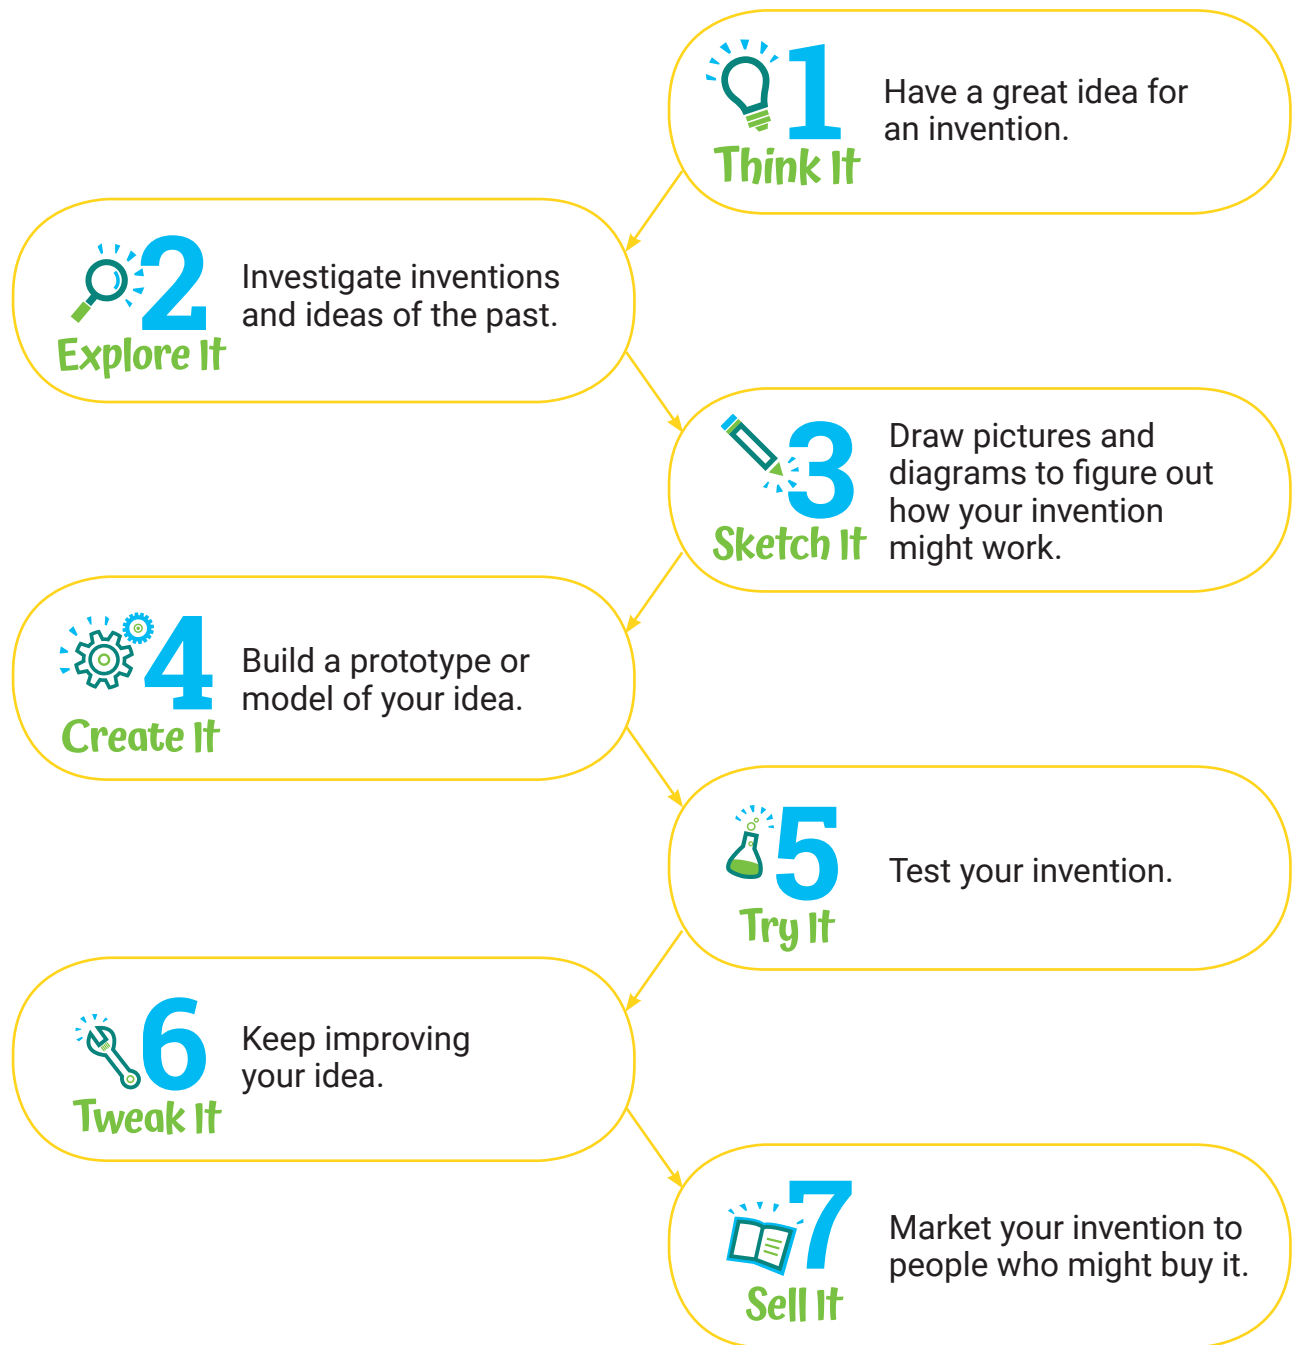 1
Think It
Have a great idea for
an invention.
2
Explore It
Investigate inventions
and ideas of the past.
3
Sketch It
Draw pictures and
diagrams to figure out
how your invention
might work.
4
Create It
Build a prototype or
model of your idea.
5
Try It
Test your invention.
6
Tweak It
Keep improving
your idea.
7
Sell It
Market your invention to
people who might buy it.